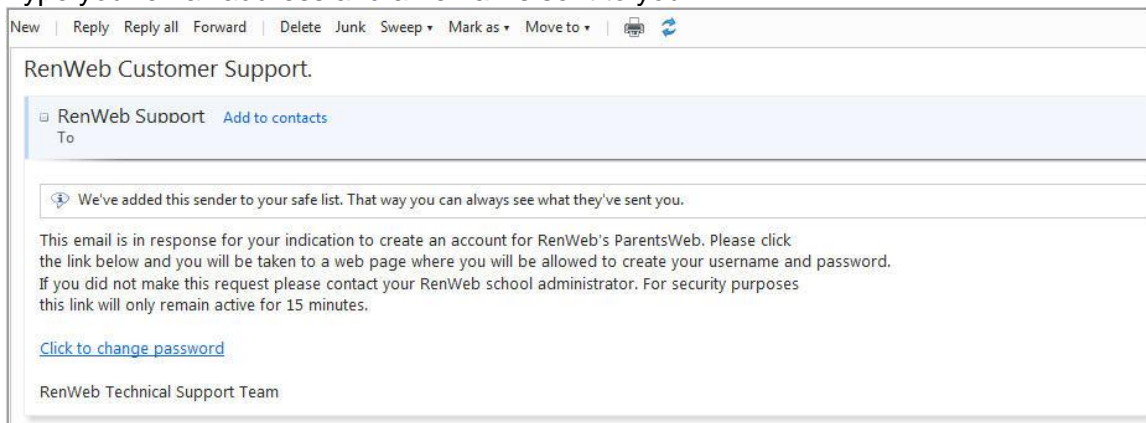 New | Reply Reply all Forward | Delete Junk Sweep Mark as Move to |
RenWeb Customer Support.
RenWeb Support Add to contacts
To
We've added this sender to your safe list. That way you can always see what they've sent you.
This email is in response for your indication to create an account for RenWeb's ParentsWeb. Please click
the link below and you will be taken to a web page where you will be allowed to create your username and password.
If you did not make this request please contact your RenWeb school administrator. For security purposes
this link will only remain active for 15 minutes.
Click to change password
RenWeb Technical Support Team